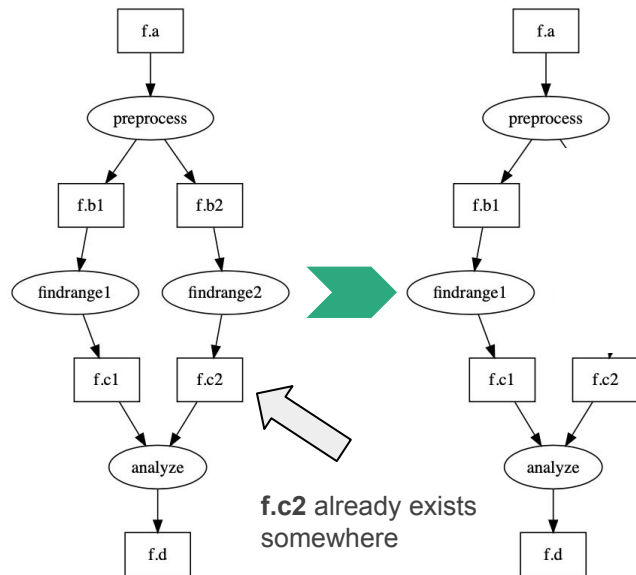 f.a
preprocess
f.b1
f.b2
findrange1
findrange2
f.c1
f.c2
analyze
f.d
f.c2 already exists
somewhere
f.a
preprocess
f.b1
findrange1
f.c1
f.c2
analyze
f.d